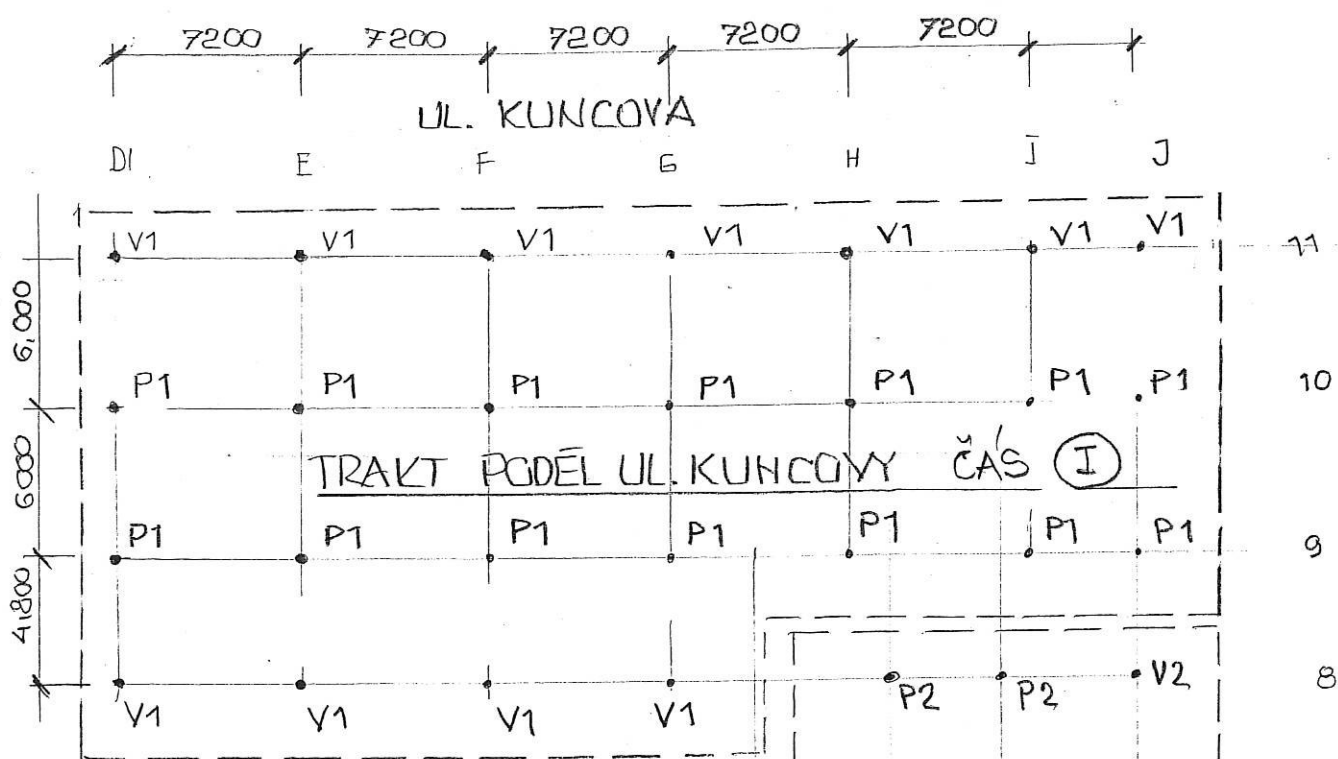 7200 7200 7200 7200 7200
UL. KUNCOVA
D1 E F G H I J
V1 V1 V1 V1 V1 V1 V1 11
6,000
P1 P1 P1 P1 P1 P1 P1 10
6000
TRAKT PODÉL UL. KUNCOVY ČÁS I
P1 P1 P1 P1 P1 P1 P1 9
4,800
P2 P2 V2 8
V1 V1 V1 V1